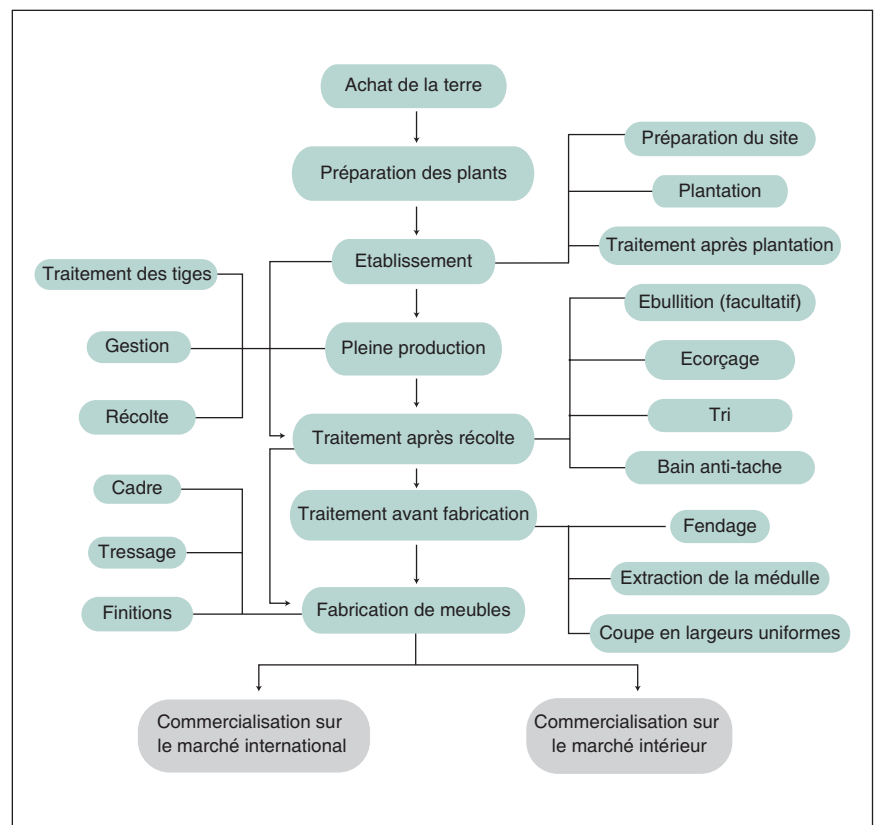 Achat de la terre
Préparation des plants
Préparation du site
Plantation
Traitement après plantation
Etablissement
Traitement des tiges
Gestion
Récolte
Pleine production
Ebullition (facultatif)
Ecorçage
Tri
Bain anti-tache
Traitement après récolte
Cadre
Tressage
Finitions
Traitement avant fabrication
Fendage
Extraction de la médulle
Coupe en largeurs uniformes
Fabrication de meubles
Commercialisation sur
le marché international
Commercialisation sur
le marché intérieur